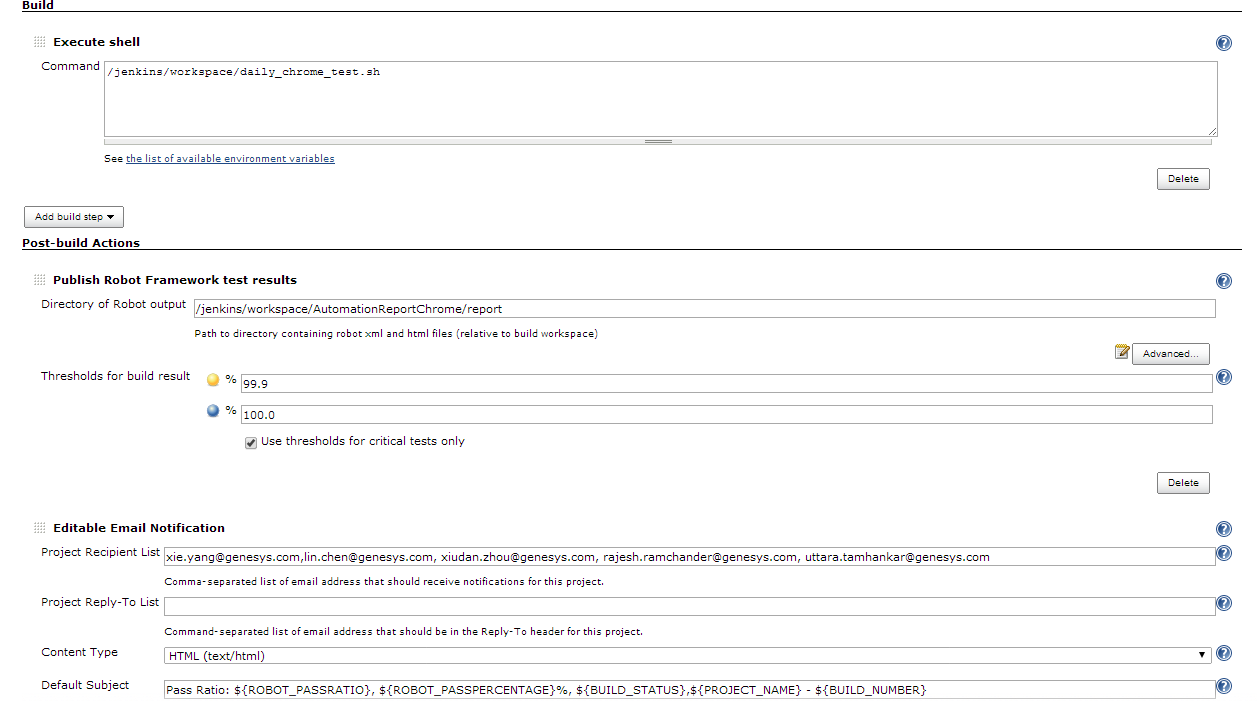 Build
Execute shell
Command
/jenkins/workspace/daily_chrome_test.sh
See the list of available environment variables
Delete
Add build step
Post-build Actions
Publish Robot Framework test results
Directory of Robot output
/jenkins/workspace/AutomationReportChrome/report
Path to directory containing robot xml and html files (relative to build workspace)
Advanced...
Thresholds for build result
% 99.9
% 100.0
Use thresholds for critical tests only
Delete
Editable Email Notification
Project Recipient List
xie.yang@genesys.com,lin.chen@genesys.com, xiudan.zhou@genesys.com, rajesh.ramchander@genesys.com, uttara.tamhankar@genesys.com
Comma-separated list of email address that should receive notifications for this project.
Project Reply-To List
Command-separated list of email address that should be in the Reply-To header for this project.
Content Type
HTML (text/html)
Default Subject
Pass Ratio: ${ROBOT_PASSRATIO}, ${ROBOT_PASSPERCENTAGE}%, ${BUILD_STATUS},${PROJECT_NAME} - ${BUILD_NUMBER}